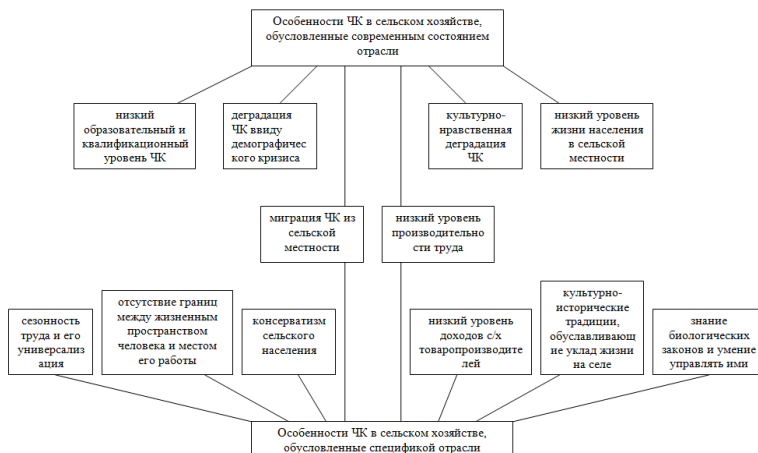 Особенности ЧК в сельском хозяйстве,
обусловленные современным состоянием
отрасли
низкий
образовательный и
квалификационный
уровень ЧК
деградация
ЧК ввиду
демографичес
кого кризиса
культурно-
нравственная
деградация
ЧК
низкий уровень
жизни населения
в сельской
местности
миграция ЧК из
сельской
местности
низкий уровень
производительно
сти труда
сезонность
труда и его
универсализ
ация
отсутствие границ
между жизненным
пространством
человека и местом
его работы
консерватизм
сельского
населения
низкий уровень
доходов с/х
товаропроизводите
лей
культурно-
исторические
традиции,
обуславливающ
ие уклад жизни
на селе
знание
биологических
законов и умение
управлять ими
Особенности ЧК в сельском хозяйстве,
обусловленные спецификой отрасли